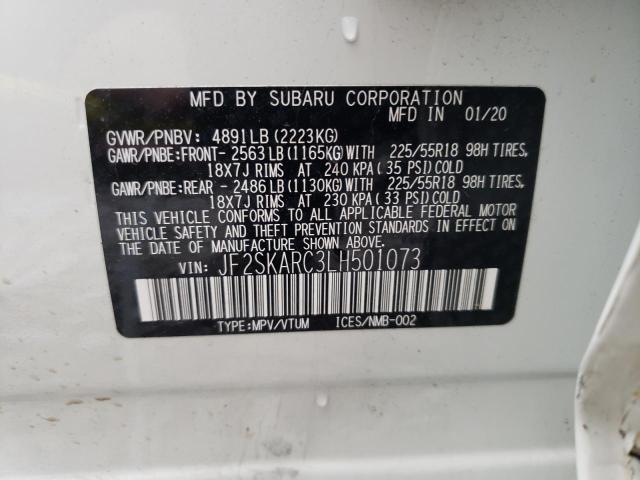 MFD BY SUBARU CORPORATION
MFD IN 01/20
GVWR/PNBV: 4891LB(2223KG)
GAWR/PNBE:FRONT- 2563LB(1165KG)WITH 225/55R18 98H TIRES,
18X7J RIMS AT 240 KPA(35 PSI)COLD
GAWR/PNBE:REAR - 2486LB(1130KG)WITH 225/55R18 98H TIRES,
18X7J RIMS AT 230 KPA(33 PSI)COLD
THIS VEHICLE CONFORMS TO ALL APPLICABLE FEDERAL MOTOR
VEHICLE SAFETY AND THEFT PREVENTION STANDARDS IN EFFECT ON
THE DATE OF MANUFACTURE SHOWN ABOVE.
VIN: JF2SKARC3LH501073
TYPE:MPV/VTUM ICES/NMB-002